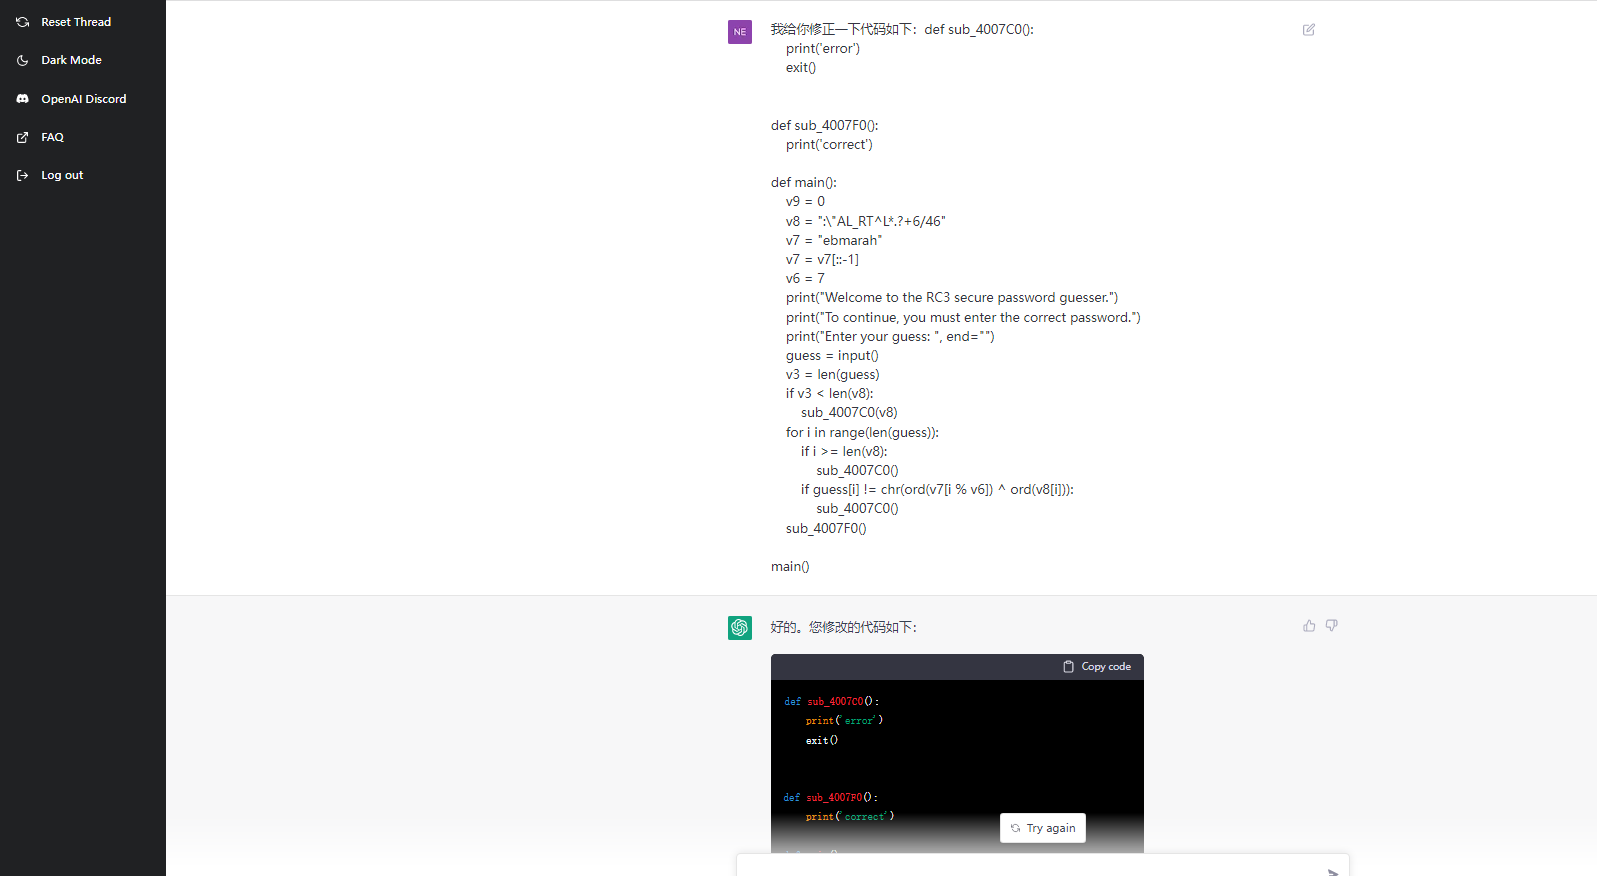 Reset Thread
Dark Mode
OpenAI Discord
FAQ
Log out
NE
我给你修正一下代码如下：def sub_4007C0():
print('error')
exit()
def sub_4007F0():
print('correct')
def main():
v9 = 0
v8 = ":\"AL_RT^L*.?+6/46"
v7 = "ebmarah"
v7 = v7[::-1]
v6 = 7
print("Welcome to the RC3 secure password guesser.")
print("To continue, you must enter the correct password.")
print("Enter your guess: ", end="")
guess = input()
v3 = len(guess)
if v3 < len(v8):
sub_4007C0(v8)
for i in range(len(guess)):
if i >= len(v8):
sub_4007C0()
if guess[i] != chr(ord(v7[i % v6]) ^ ord(v8[i])):
sub_4007C0()
sub_4007F0()
main()
好的。您修改的代码如下：
Copy code
def sub_4007C0():
print('error')
exit()
def sub_4007F0():
print('correct')
Try again